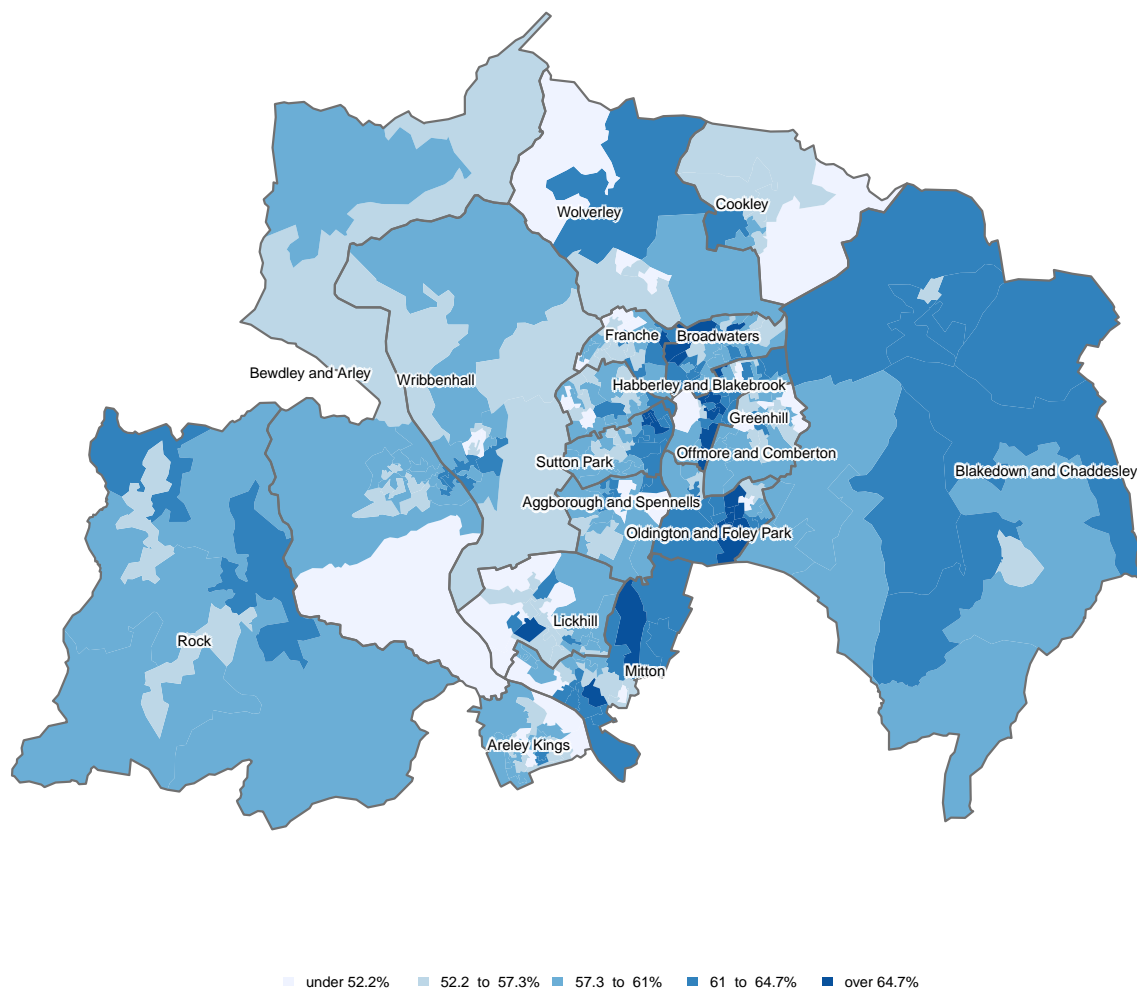 Wolverley
Cookley
Franche
Broadwaters
Bewdley and Arley
Wribbenhall
Habberley and Blakebrook
Greenhill
Sutton Park
Offmore and Comberton
Blakedown and Chaddesley
Aggborough and Spennells
Oldington and Foley Park
Lickhill
Rock
Mitton
Areley Kings
under 52.2% 52.2 to 57.3% 57.3 to 61% 61 to 64.7% over 64.7%